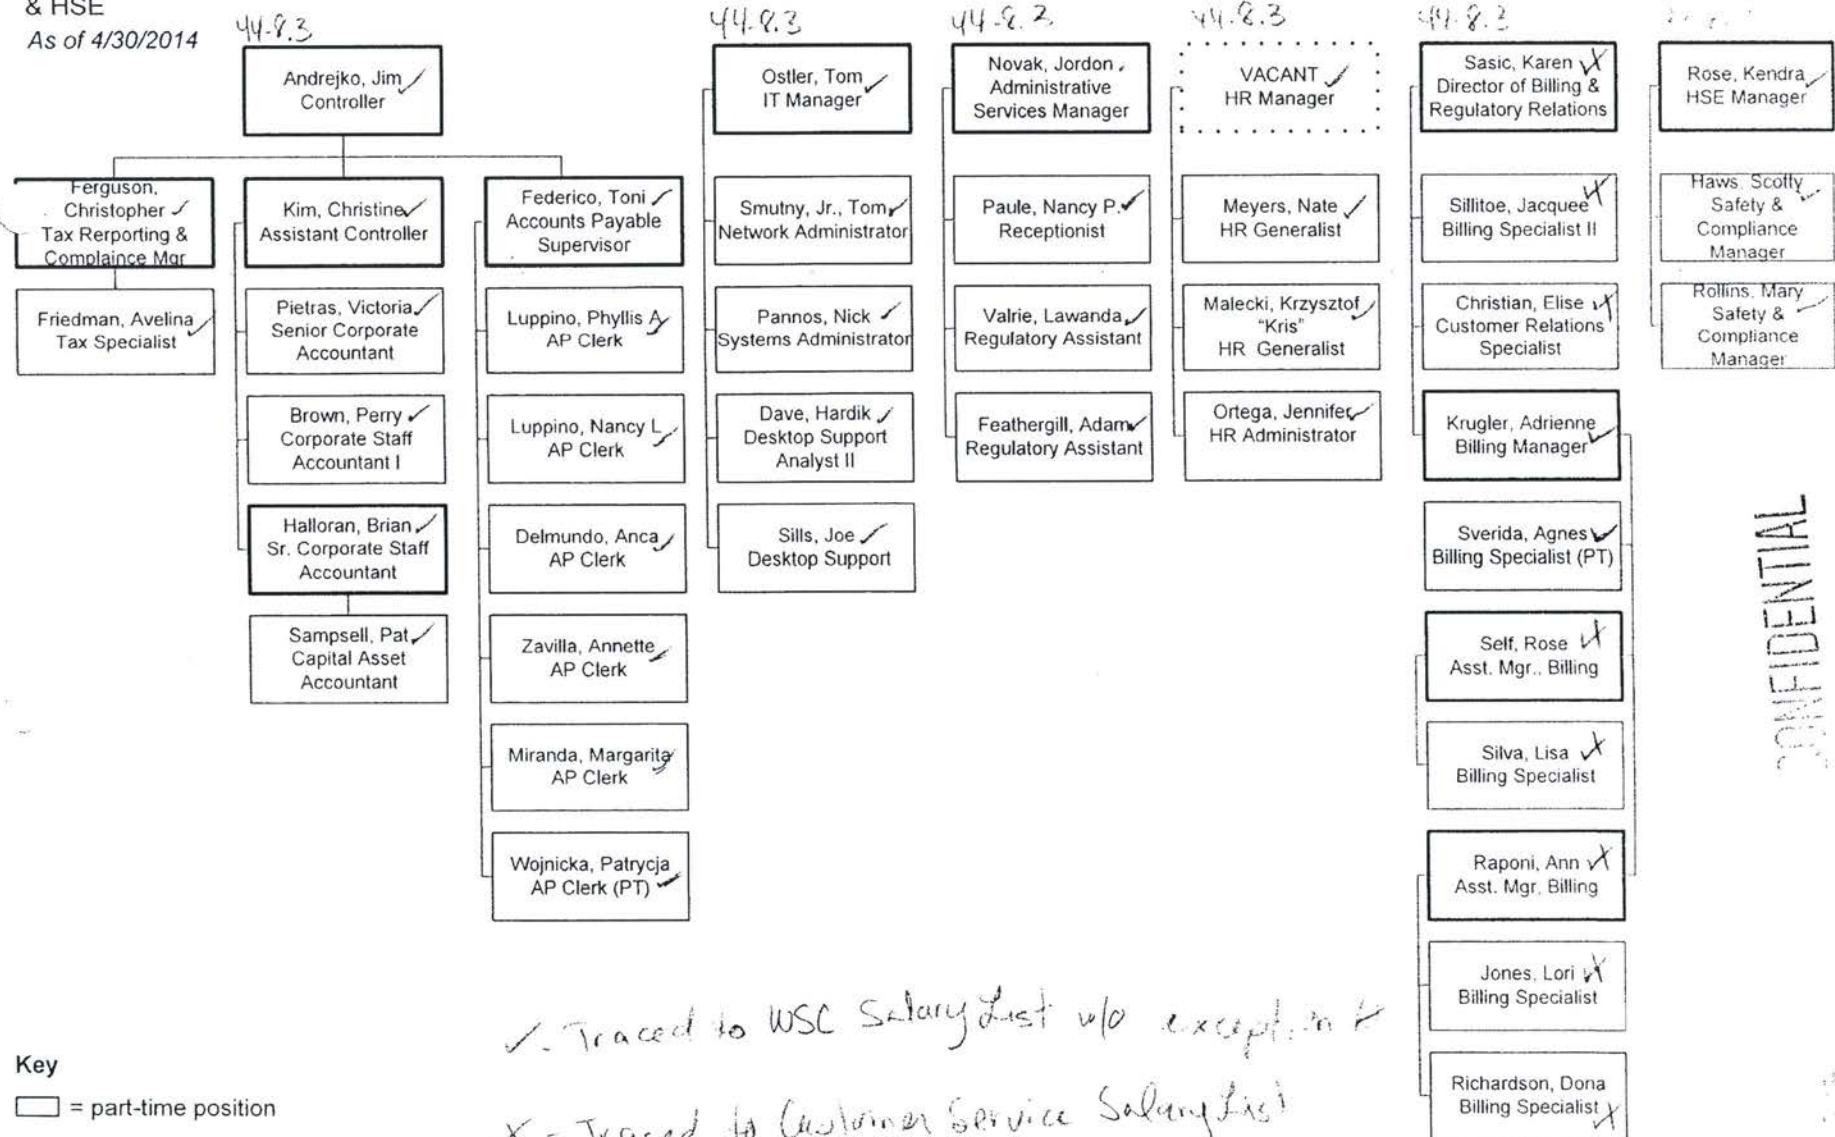 & HSE
As of 4/30/2014
44-8.3
44-8.3
44-8.2
44.8.3
44-8.3
Andrejko, Jim ✓
Controller
Ferguson,
Christopher ✓
Tax Rerporting &
Complaince Mgr
Friedman, Avelina ✓
Tax Specialist
Kim, Christine ✓
Assistant Controller
Pietras, Victoria ✓
Senior Corporate
Accountant
Brown, Perry ✓
Corporate Staff
Accountant I
Halloran, Brian ✓
Sr. Corporate Staff
Accountant
Sampsell, Pat ✓
Capital Asset
Accountant
Federico, Toni ✓
Accounts Payable
Supervisor
Luppino, Phyllis A ✓
AP Clerk
Luppino, Nancy L ✓
AP Clerk
Delmundo, Anca ✓
AP Clerk
Zavilla, Annette ✓
AP Clerk
Miranda, Margarita ✓
AP Clerk
Wojnicka, Patrycja
AP Clerk (PT) ✓
Ostler, Tom ✓
IT Manager
Smutny, Jr., Tom ✓
Network Administrator
Pannos, Nick ✓
Systems Administrator
Dave, Hardik ✓
Desktop Support
Analyst II
Sills, Joe ✓
Desktop Support
Novak, Jordon
Administrative
Services Manager
Paule, Nancy P. ✓
Receptionist
Valrie, Lawanda ✓
Regulatory Assistant
Feathergill, Adam ✓
Regulatory Assistant
VACANT ✓
HR Manager
Meyers, Nate ✓
HR Generalist
Malecki, Krzysztof ✓
"Kris"
HR Generalist
Ortega, Jennifer ✓
HR Administrator
Sasic, Karen ✓X
Director of Billing &
Regulatory Relations
Sillitoe, Jacquee ✓X
Billing Specialist II
Christian, Elise ✓X
Customer Relations
Specialist
Krugler, Adrienne
Billing Manager ✓
Sverida, Agnes ✓
Billing Specialist (PT)
Self, Rose ✓X
Asst. Mgr., Billing
Silva, Lisa ✓X
Billing Specialist
Raponi, Ann ✓X
Asst. Mgr, Billing
Jones, Lori ✓X
Billing Specialist
Richardson, Dona
Billing Specialist X
Rose, Kendra ✓
HSE Manager
Haws, Scotty ✓
Safety &
Compliance
Manager
Rollins, Mary ✓
Safety &
Compliance
Manager
CONFIDENTIAL
✓ - Traced to WSC Salary List w/o exception
X - Traced to Customer Service Salary List
Key
= part-time position